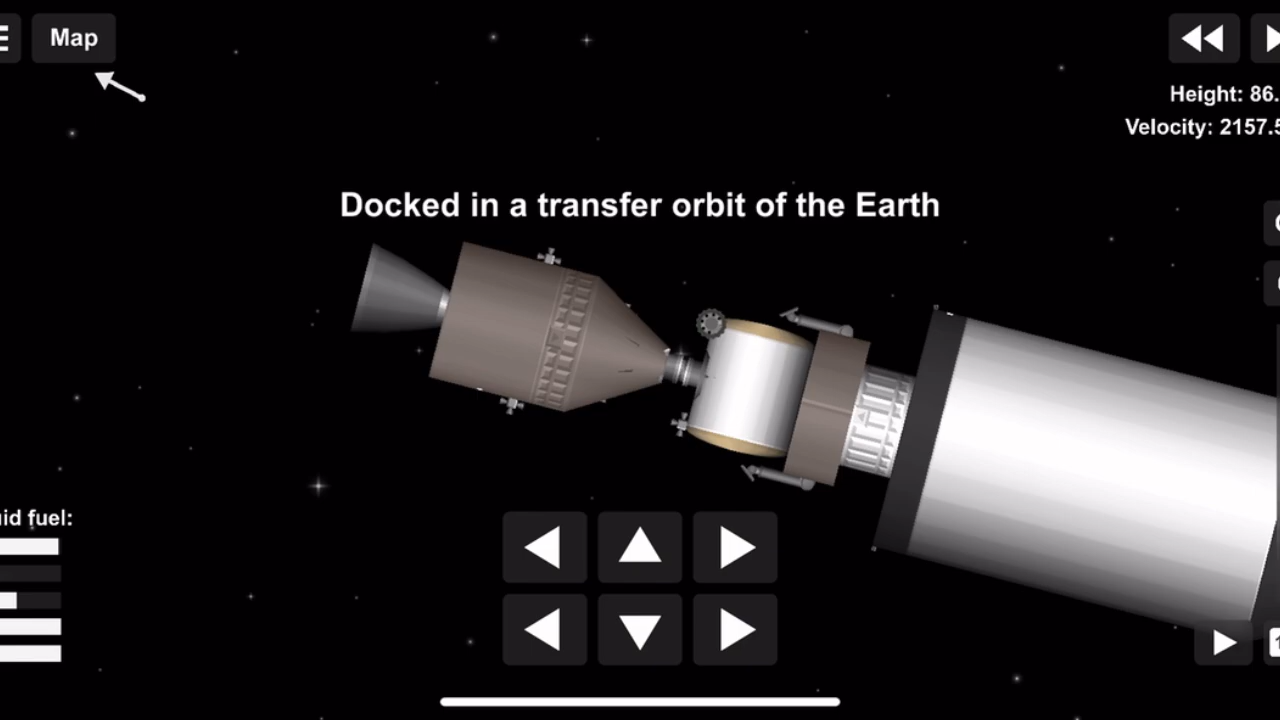 Map
Height: 86.
Velocity: 2157.5
Docked in a transfer orbit of the Earth
uid fuel: